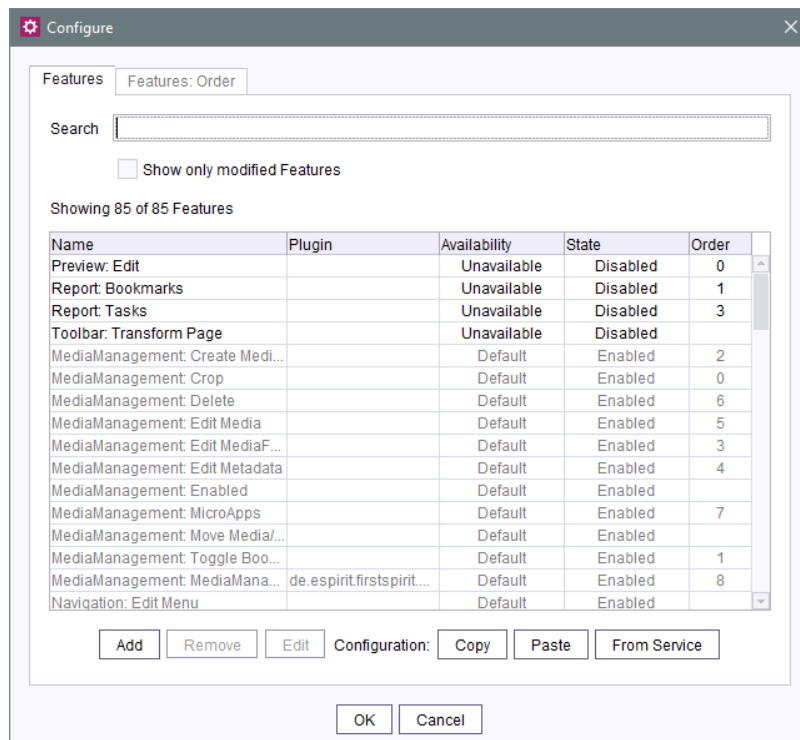 Configure
Features Features: Order
Search
Show only modified Features
Showing 85 of 85 Features
Name Plugin Availability State Order
Preview: Edit Unavailable Disabled 0
Report: Bookmarks Unavailable Disabled 1
Report: Tasks Unavailable Disabled 3
Toolbar: Transform Page Unavailable Disabled
MediaManagement: Create Medi... Default Enabled 2
MediaManagement: Crop Default Enabled 0
MediaManagement: Delete Default Enabled 6
MediaManagement: Edit Media Default Enabled 5
MediaManagement: Edit MediaF... Default Enabled 3
MediaManagement: Edit Metadata Default Enabled 4
MediaManagement: Enabled Default Enabled
MediaManagement: MicroApps Default Enabled 7
MediaManagement: Move Media/... Default Enabled
MediaManagement: Toggle Boo... Default Enabled 1
MediaManagement: MediaMana... de.espirit.firstspirit.... Default Enabled 8
Navigation: Edit Menu Default Enabled
Add Remove Edit Configuration: Copy Paste From Service
OK Cancel